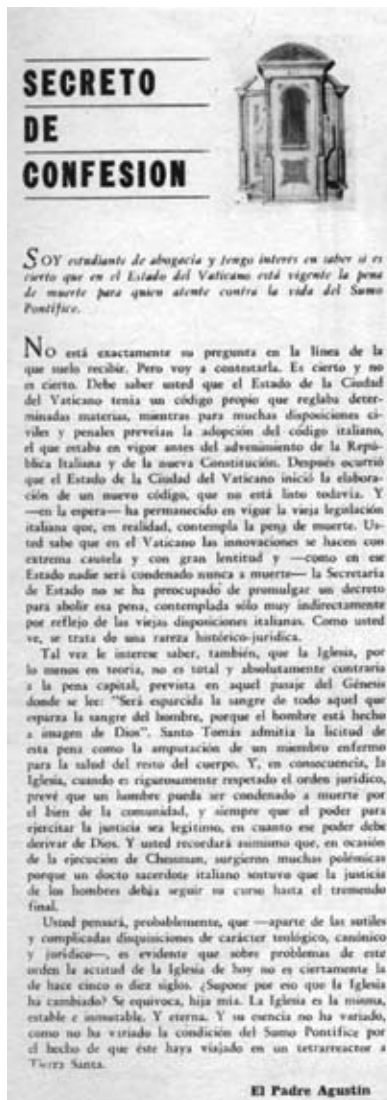 SECRETO
DE
CONFESION
SOY estudiante de abogacía y tengo interés en saber si es
cierto que en el Estado del Vaticano está vigente la pena
de muerte para quien atente contra la vida del Sumo
Pontífice.
No está exactamente su pregunta en la línea de la
que suelo recibir. Pero voy a contestarla. Es cierto y no
es cierto. Debe saber usted que el Estado de la Ciudad
del Vaticano tenía un código propio que reglaba deter-
minadas materias, mientras para muchas disposiciones ci-
viles y penales preveían la adopción del código italiano,
el que estaba en vigor antes del advenimiento de la Repú-
blica Italiana y de la nueva Constitución. Después ocurrió
que el Estado de la Ciudad del Vaticano inició la elabora-
ción de un nuevo código, que no está listo todavía. Y
—en la espera— ha permanecido en vigor la vieja legislación
italiana que, en realidad, contempla la pena de muerte. Us-
ted sabe que en el Vaticano las innovaciones se hacen con
extrema cautela y con gran lentitud y —como en ese
Estado nadie será condenado nunca a muerte— la Secretaría
de Estado no se ha preocupado de promulgar un decreto
para abolir esa pena, contemplada sólo muy indirectamente
por reflejo de las viejas disposiciones italianas. Como usted
ve, se trata de una rareza histórico-jurídica.
Tal vez le interese saber, también, que la Iglesia, por
lo menos en teoría, no es total y absolutamente contraria
a la pena capital, prevista en aquel pasaje del Génesis
donde se lee: "Será esparcida la sangre de todo aquel que
esparza la sangre del hombre, porque el hombre está hecho
a imagen de Dios". Santo Tomás admitía la licitud de
esta pena como la amputación de un miembro enfermo
para la salud del resto del cuerpo. Y, en consecuencia, la
Iglesia, cuando es rigurosamente respetado el orden jurídico,
prevé que un hombre pueda ser condenado a muerte por
el bien de la comunidad, y siempre que el poder para
ejercitar la justicia sea legítimo, en cuanto ese poder debe
derivar de Dios. Y usted recordará asimismo que, en ocasión
de la ejecución de Chessman, surgieron muchas polémicas
porque un docto sacerdote italiano sostuvo que la justicia
de los hombres debía seguir su curso hasta el tremendo
final.
Usted pensará, probablemente, que —aparte de las sutiles
y complicadas disquisiciones de carácter teológico, canónico
y jurídico—, es evidente que sobre problemas de este
orden la actitud de la Iglesia de hoy no es ciertamente la
de hace cinco o diez siglos. ¿Supone por eso que la Iglesia
ha cambiado? Se equivoca, hija mía. La Iglesia es la misma,
estable e inmutable. Y eterna. Y su esencia no ha variado,
como no ha variado la condición del Sumo Pontífice por
el hecho de que éste haya viajado en un tetrarreactor a
Tierra Santa.
El Padre Agustín